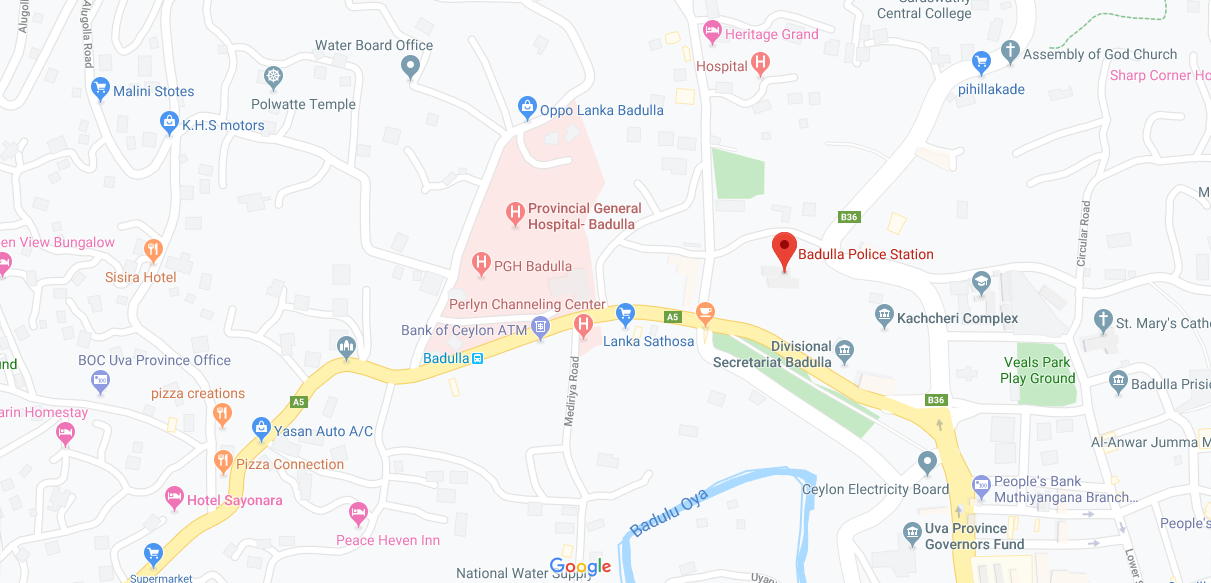 Alugolla
Alugolla Road
Saraswathy
Central College
Water Board Office
Heritage Grand
Hospital
Assembly of God Church
Sharp Corner Ho
Malini Stotes
Polwatte Temple
Oppo Lanka Badulla
pihillakade
K.H.S motors
Provincial General
Hospital- Badulla
B36
Circular Road
en View Bungalow
Sisira Hotel
PGH Badulla
Badulla Police Station
Perlyn Channeling Center
A5
Kachcheri Complex
St. Mary's Cathe
Bank of Ceylon ATM
Lanka Sathosa
Divisional
Secretariat Badulla
BOC Uva Province Office
Badulla
Veals Park
Play Ground
Badulla Prisio
und
pizza creations
Mediriya Road
A5
B36
arin Homestay
Yasan Auto A/C
Al-Anwar Jumma M
Pizza Connection
Hotel Sayonara
Ceylon Electricity Board
People's Bank
Muthiyangana Branch...
Badulu Oya
Peace Heven Inn
Uva Province
Governors Fund
People's
Lower S
Supermarket
National Water Supply
Google
Uyan